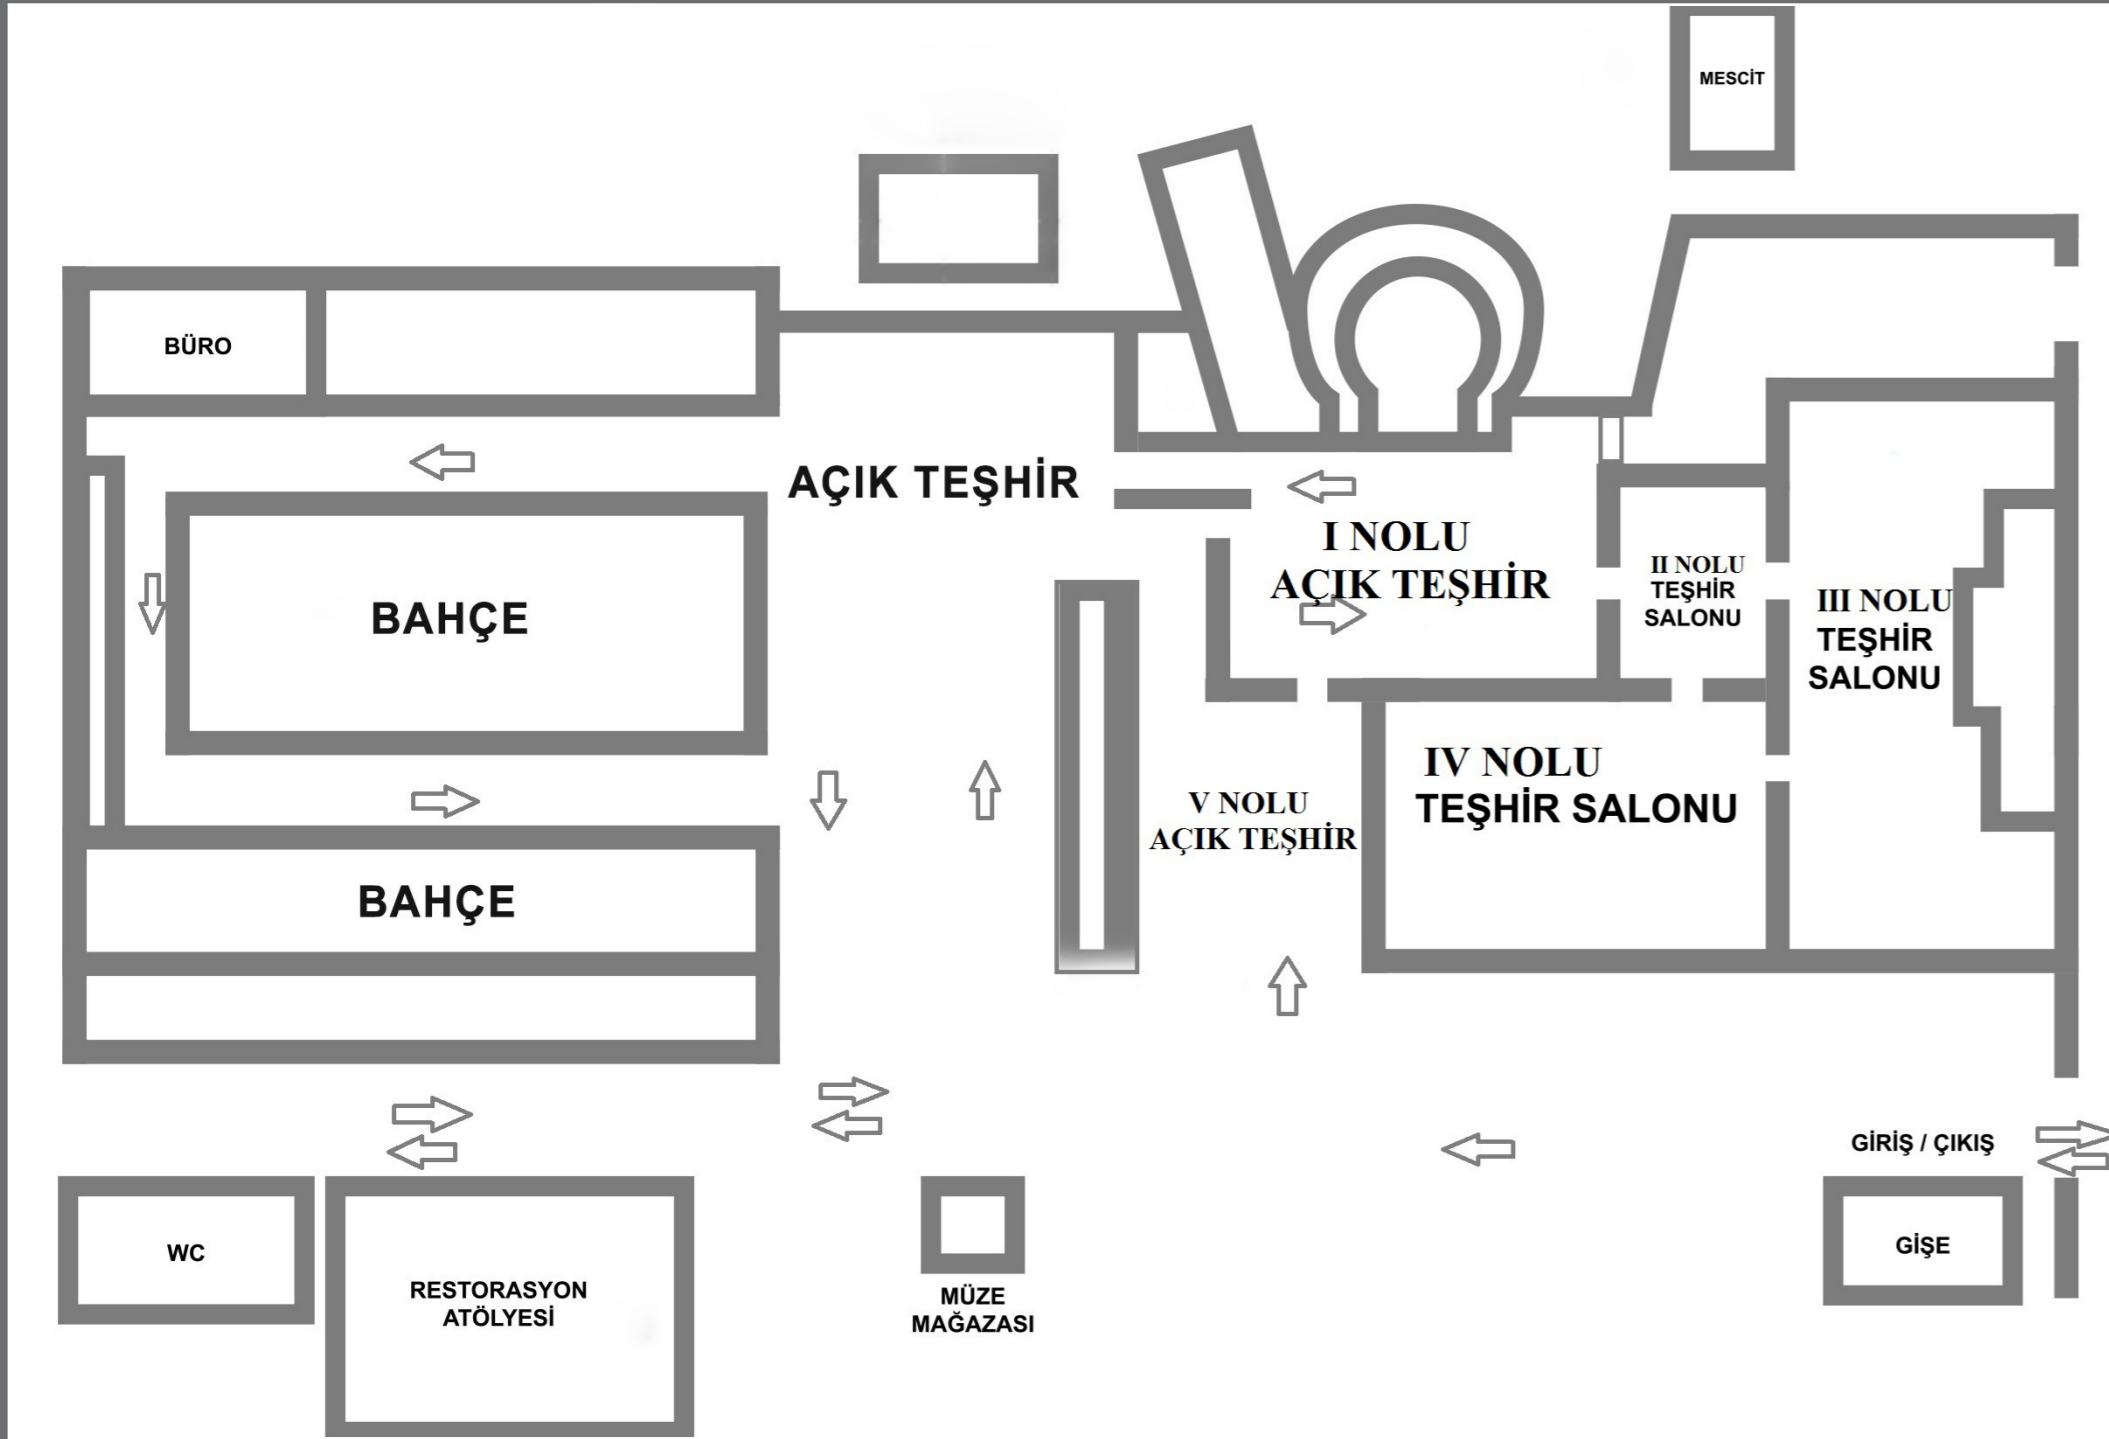 MESCİT
BÜRO
AÇIK TEŞHİR
I NOLU
AÇIK TEŞHİR
II NOLU
TEŞHİR
SALONU
III NOLU
TEŞHİR
SALONU
BAHÇE
IV NOLU
TEŞHİR SALONU
V NOLU
AÇIK TEŞHİR
BAHÇE
GİRİŞ / ÇIKIŞ
WC
RESTORASYON
ATÖLYESİ
MÜZE
MAĞAZASI
GİŞE